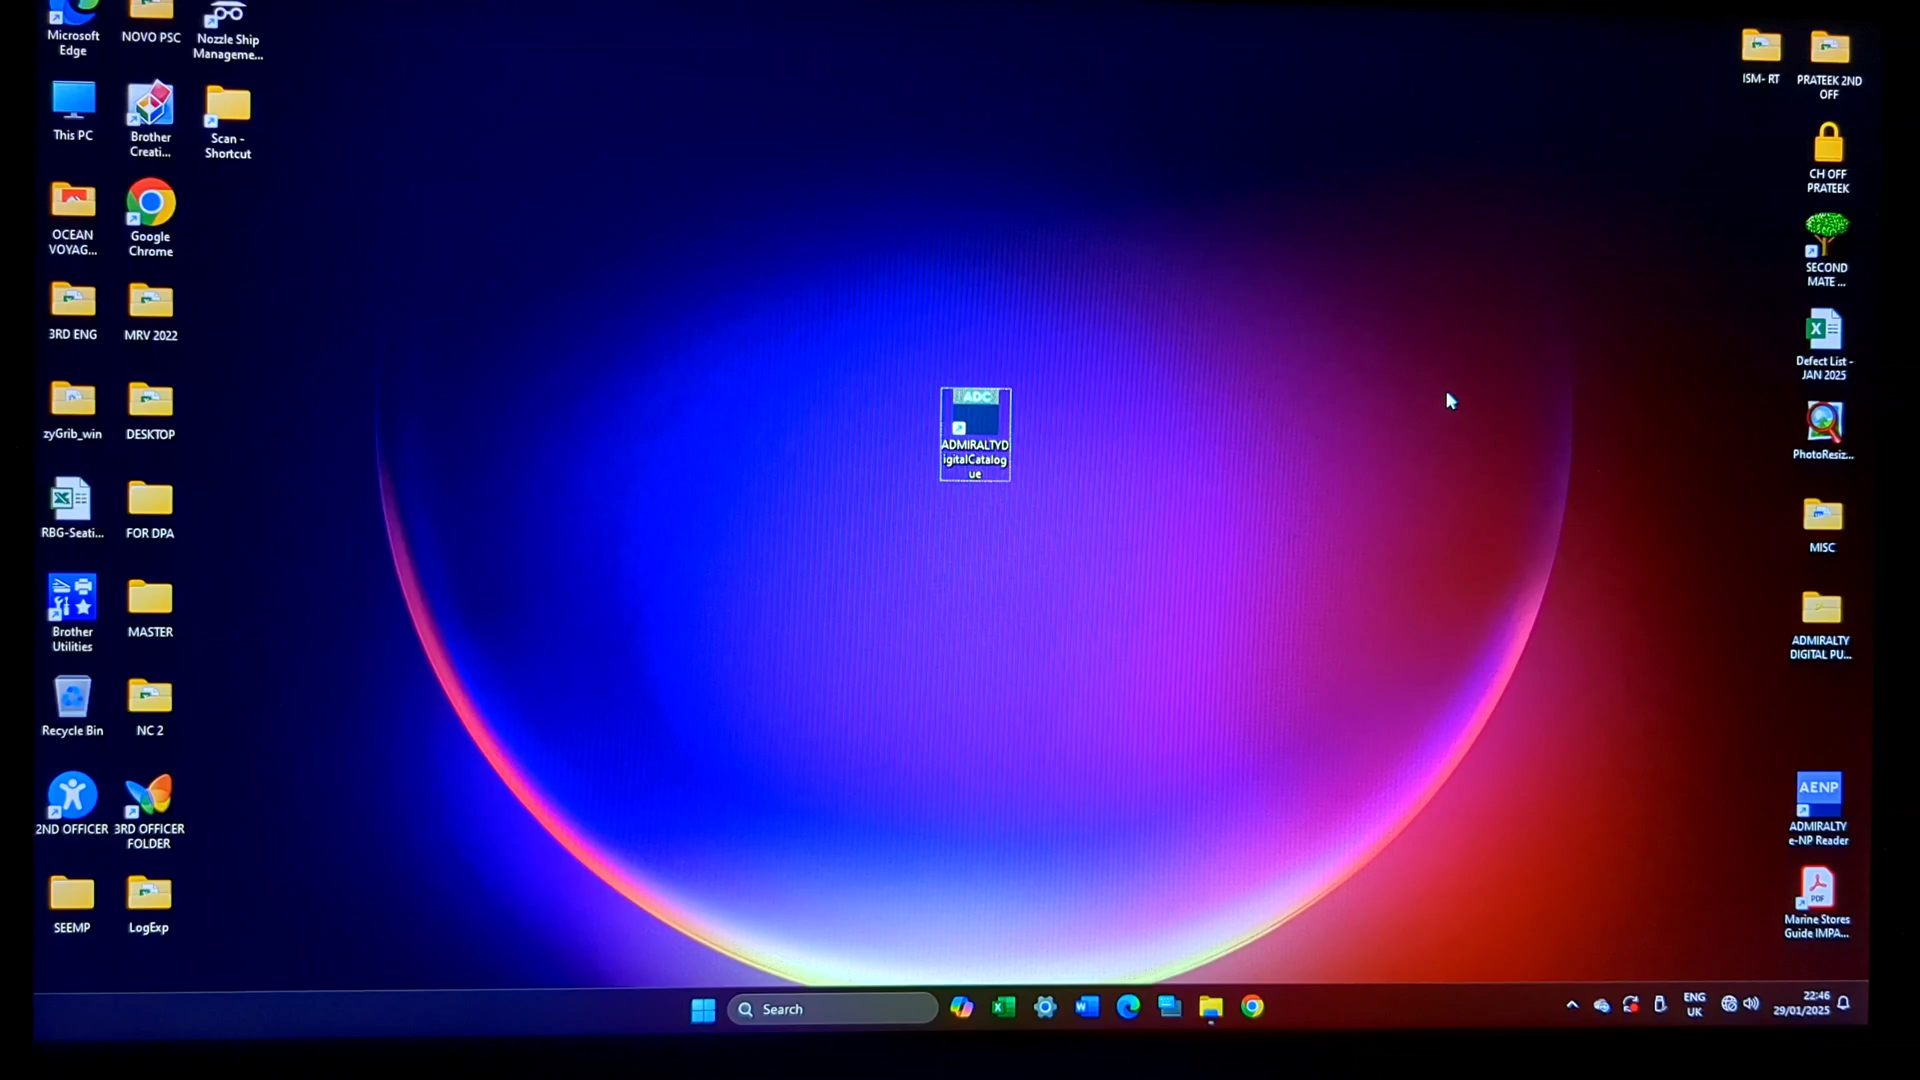 Microsoft
Edge
NOVO PSC
Nozzle Ship
Manageme...
This PC
Brother
Creati...
Scan -
Shortcut
OCEAN
VOYAG...
Google
Chrome
3RD ENG
MRV 2022
zyGrib_win
DESKTOP
RBG-Seati...
FOR DPA
Brother
Utilities
MASTER
Recycle Bin
NC 2
2ND OFFICER
3RD OFFICER
FOLDER
SEEMP
LogExp
ADC
ADMIRALTYD
igitalCatalog
ue
ISM- RT
PRATEEK 2ND
OFF
CH OFF
PRATEEK
SECOND
MATE ...
Defect List -
JAN 2025
PhotoResiz...
MISC
ADMIRALTY
DIGITAL PU...
AENP
ADMIRALTY
e-NP Reader
PDF
Marine Stores
Guide IMPA...
Search
ENG
UK
22:46
29/01/2025